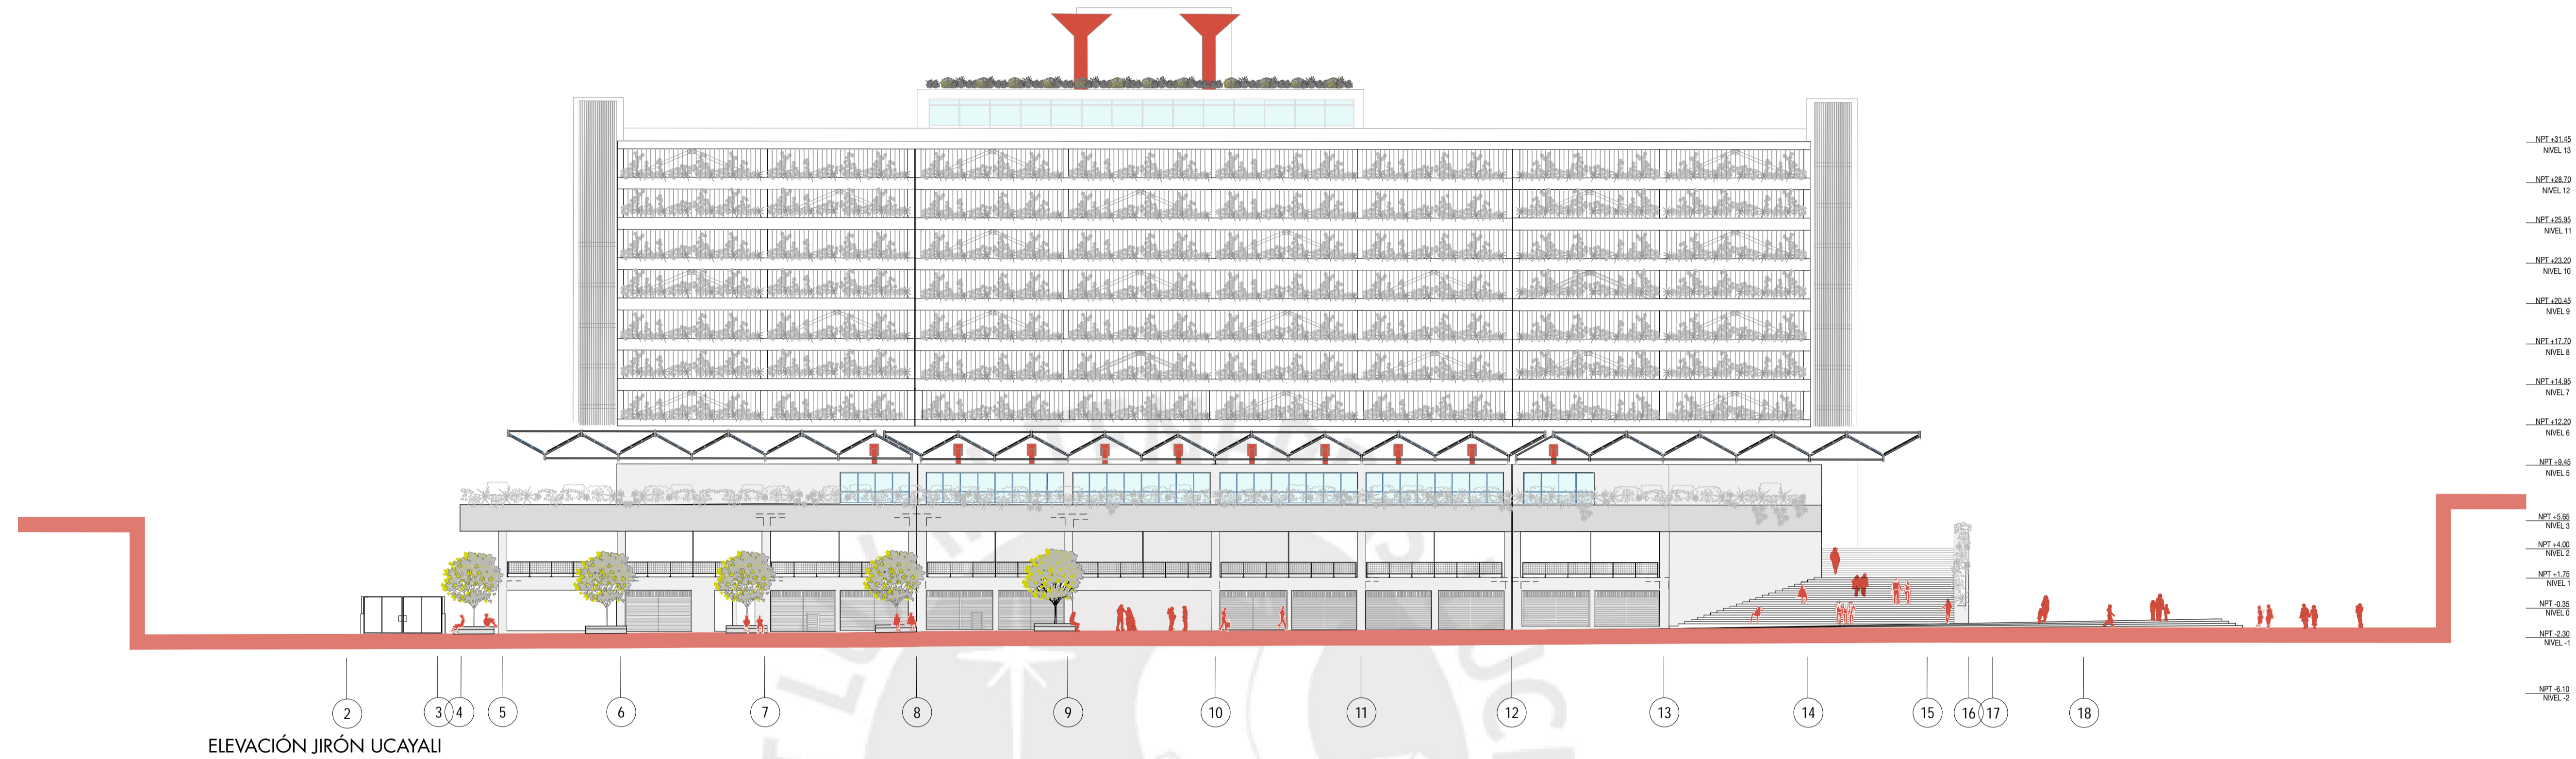 NPT +31.45
NIVEL 13
NPT +28.70
NIVEL 12
NPT +25.95
NIVEL 11
NPT +23.20
NIVEL 10
NPT +20.45
NIVEL 9
NPT +17.70
NIVEL 8
NPT +14.95
NIVEL 7
NPT +12.20
NIVEL 6
NPT +9.45
NIVEL 5
NPT +5.65
NIVEL 3
NPT +4.00
NIVEL 2
NPT +1.75
NIVEL 1
NPT -0.35
NIVEL 0
NPT -2.30
NIVEL -1
NPT -6.10
NIVEL -2
2 3 4 5 6 7 8 9 10 11 12 13 14 15 16 17 18
ELEVACIÓN JIRÓN UCAYALI